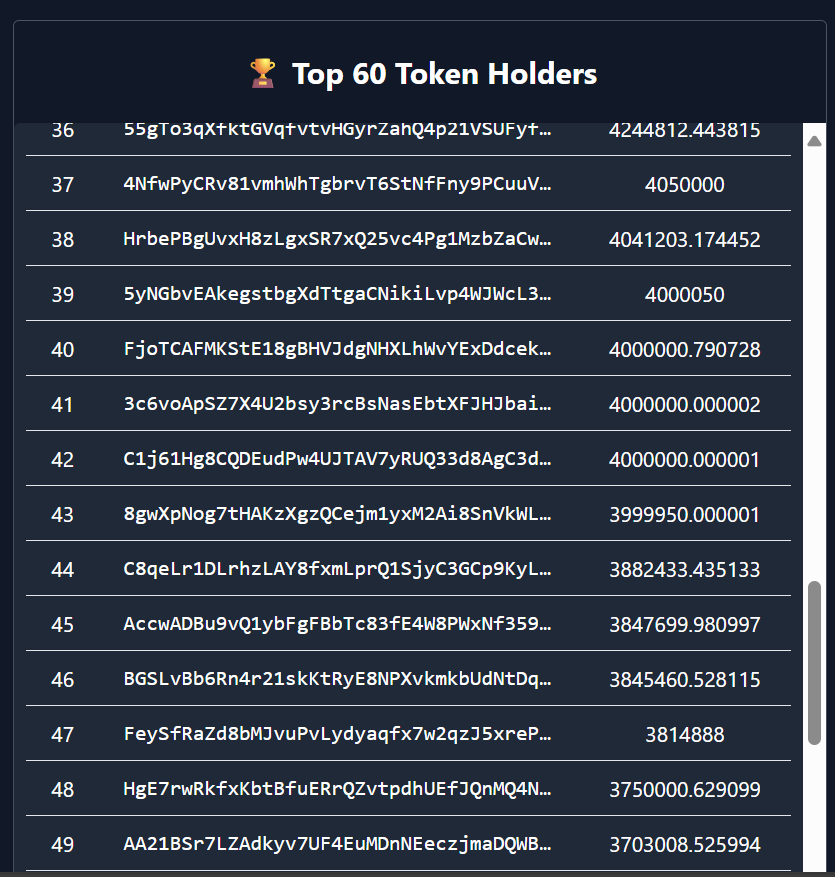 🏆 Top 60 Token Holders
36 55gTo3qXfktGVqfvtvHGyrZahQ4p21VSUFyf… 4244812.443815
37 4NfwPyCRv81vmhWhTgbrvT6StNfFny9PCuuV… 4050000
38 HrbePBgUvxH8zLgxSR7xQ25vc4Pg1MzbZaCw… 4041203.174452
39 5yNGbvEAkegstbgXdTtgaCNikiLvp4WJWcL3… 4000050
40 FjoTCAFMKStE18gBHVJdgNHXLhWvYExDdcek… 4000000.790728
41 3c6voApSZ7X4U2bsy3rcBsNasEbtXFJHJbai… 4000000.000002
42 C1j61Hg8CQDEudPw4UJTAV7yRUQ33d8AgC3d… 4000000.000001
43 8gwXpNog7tHAKzXgzQCejm1yxM2Ai8SnVkWL… 3999950.000001
44 C8qeLr1DLrhzLAY8fxmLprQ1SjyC3GCp9KyL… 3882433.435133
45 AccwADBu9vQ1ybFgFBbTc83fE4W8PWxNf359… 3847699.980997
46 BGSLvBb6Rn4r21skKtRyE8NPXvkmkbUdNtDq… 3845460.528115
47 FeySfRaZd8bMJvuPvLydyaqfx7w2qzJ5xreP… 3814888
48 HgE7rwRkfxKbtBfuERrQZvtpdhUEfJQnMQ4N… 3750000.629099
49 AA21BSr7LZAdkyv7UF4EuMDnNEeczjmaDQWB… 3703008.525994